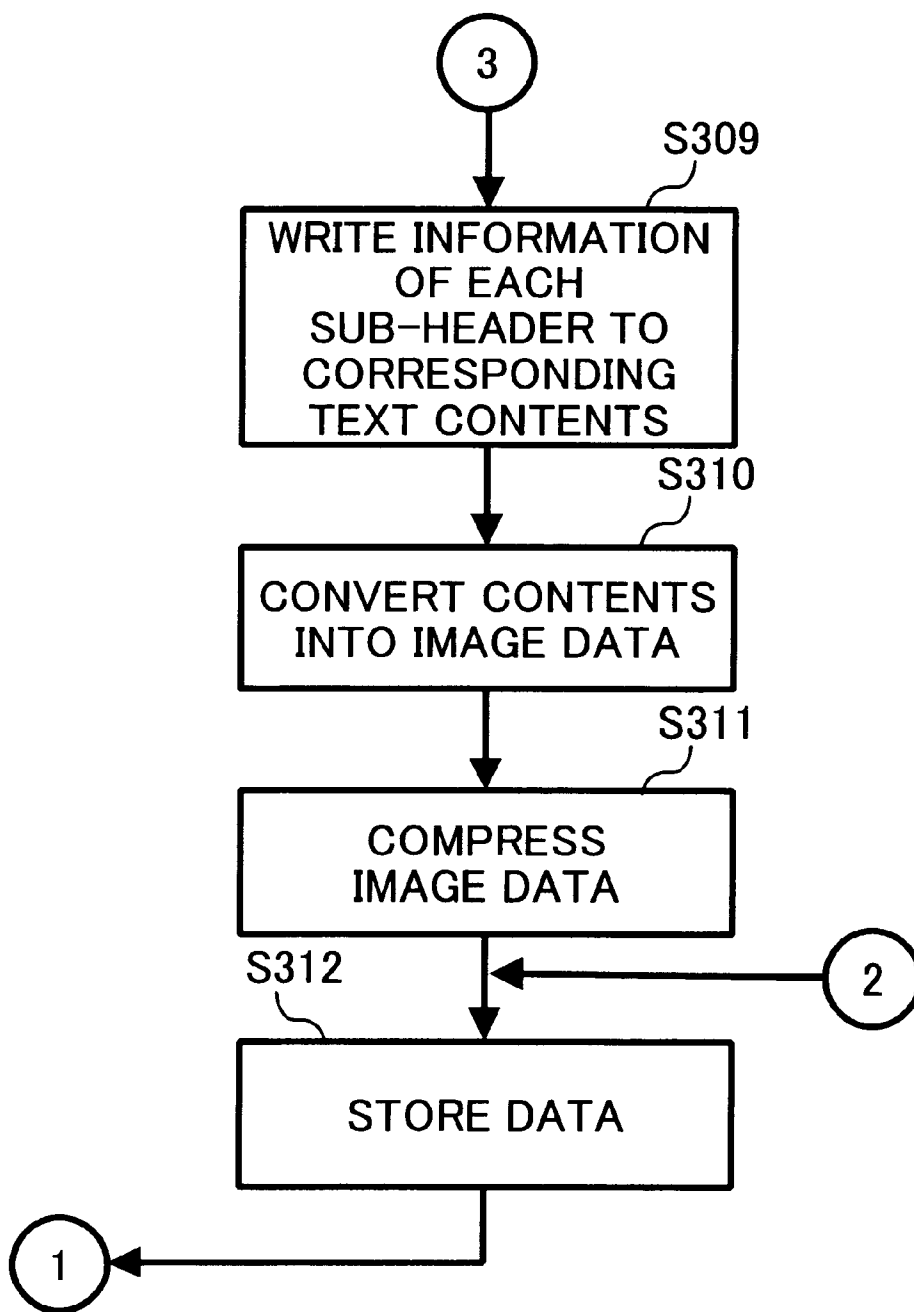 3
S309
WRITE INFORMATION
OF EACH
SUB-HEADER TO
CORRESPONDING
TEXT CONTENTS
S310
CONVERT CONTENTS
INTO IMAGE DATA
S311
COMPRESS
IMAGE DATA
2
S312
STORE DATA
1